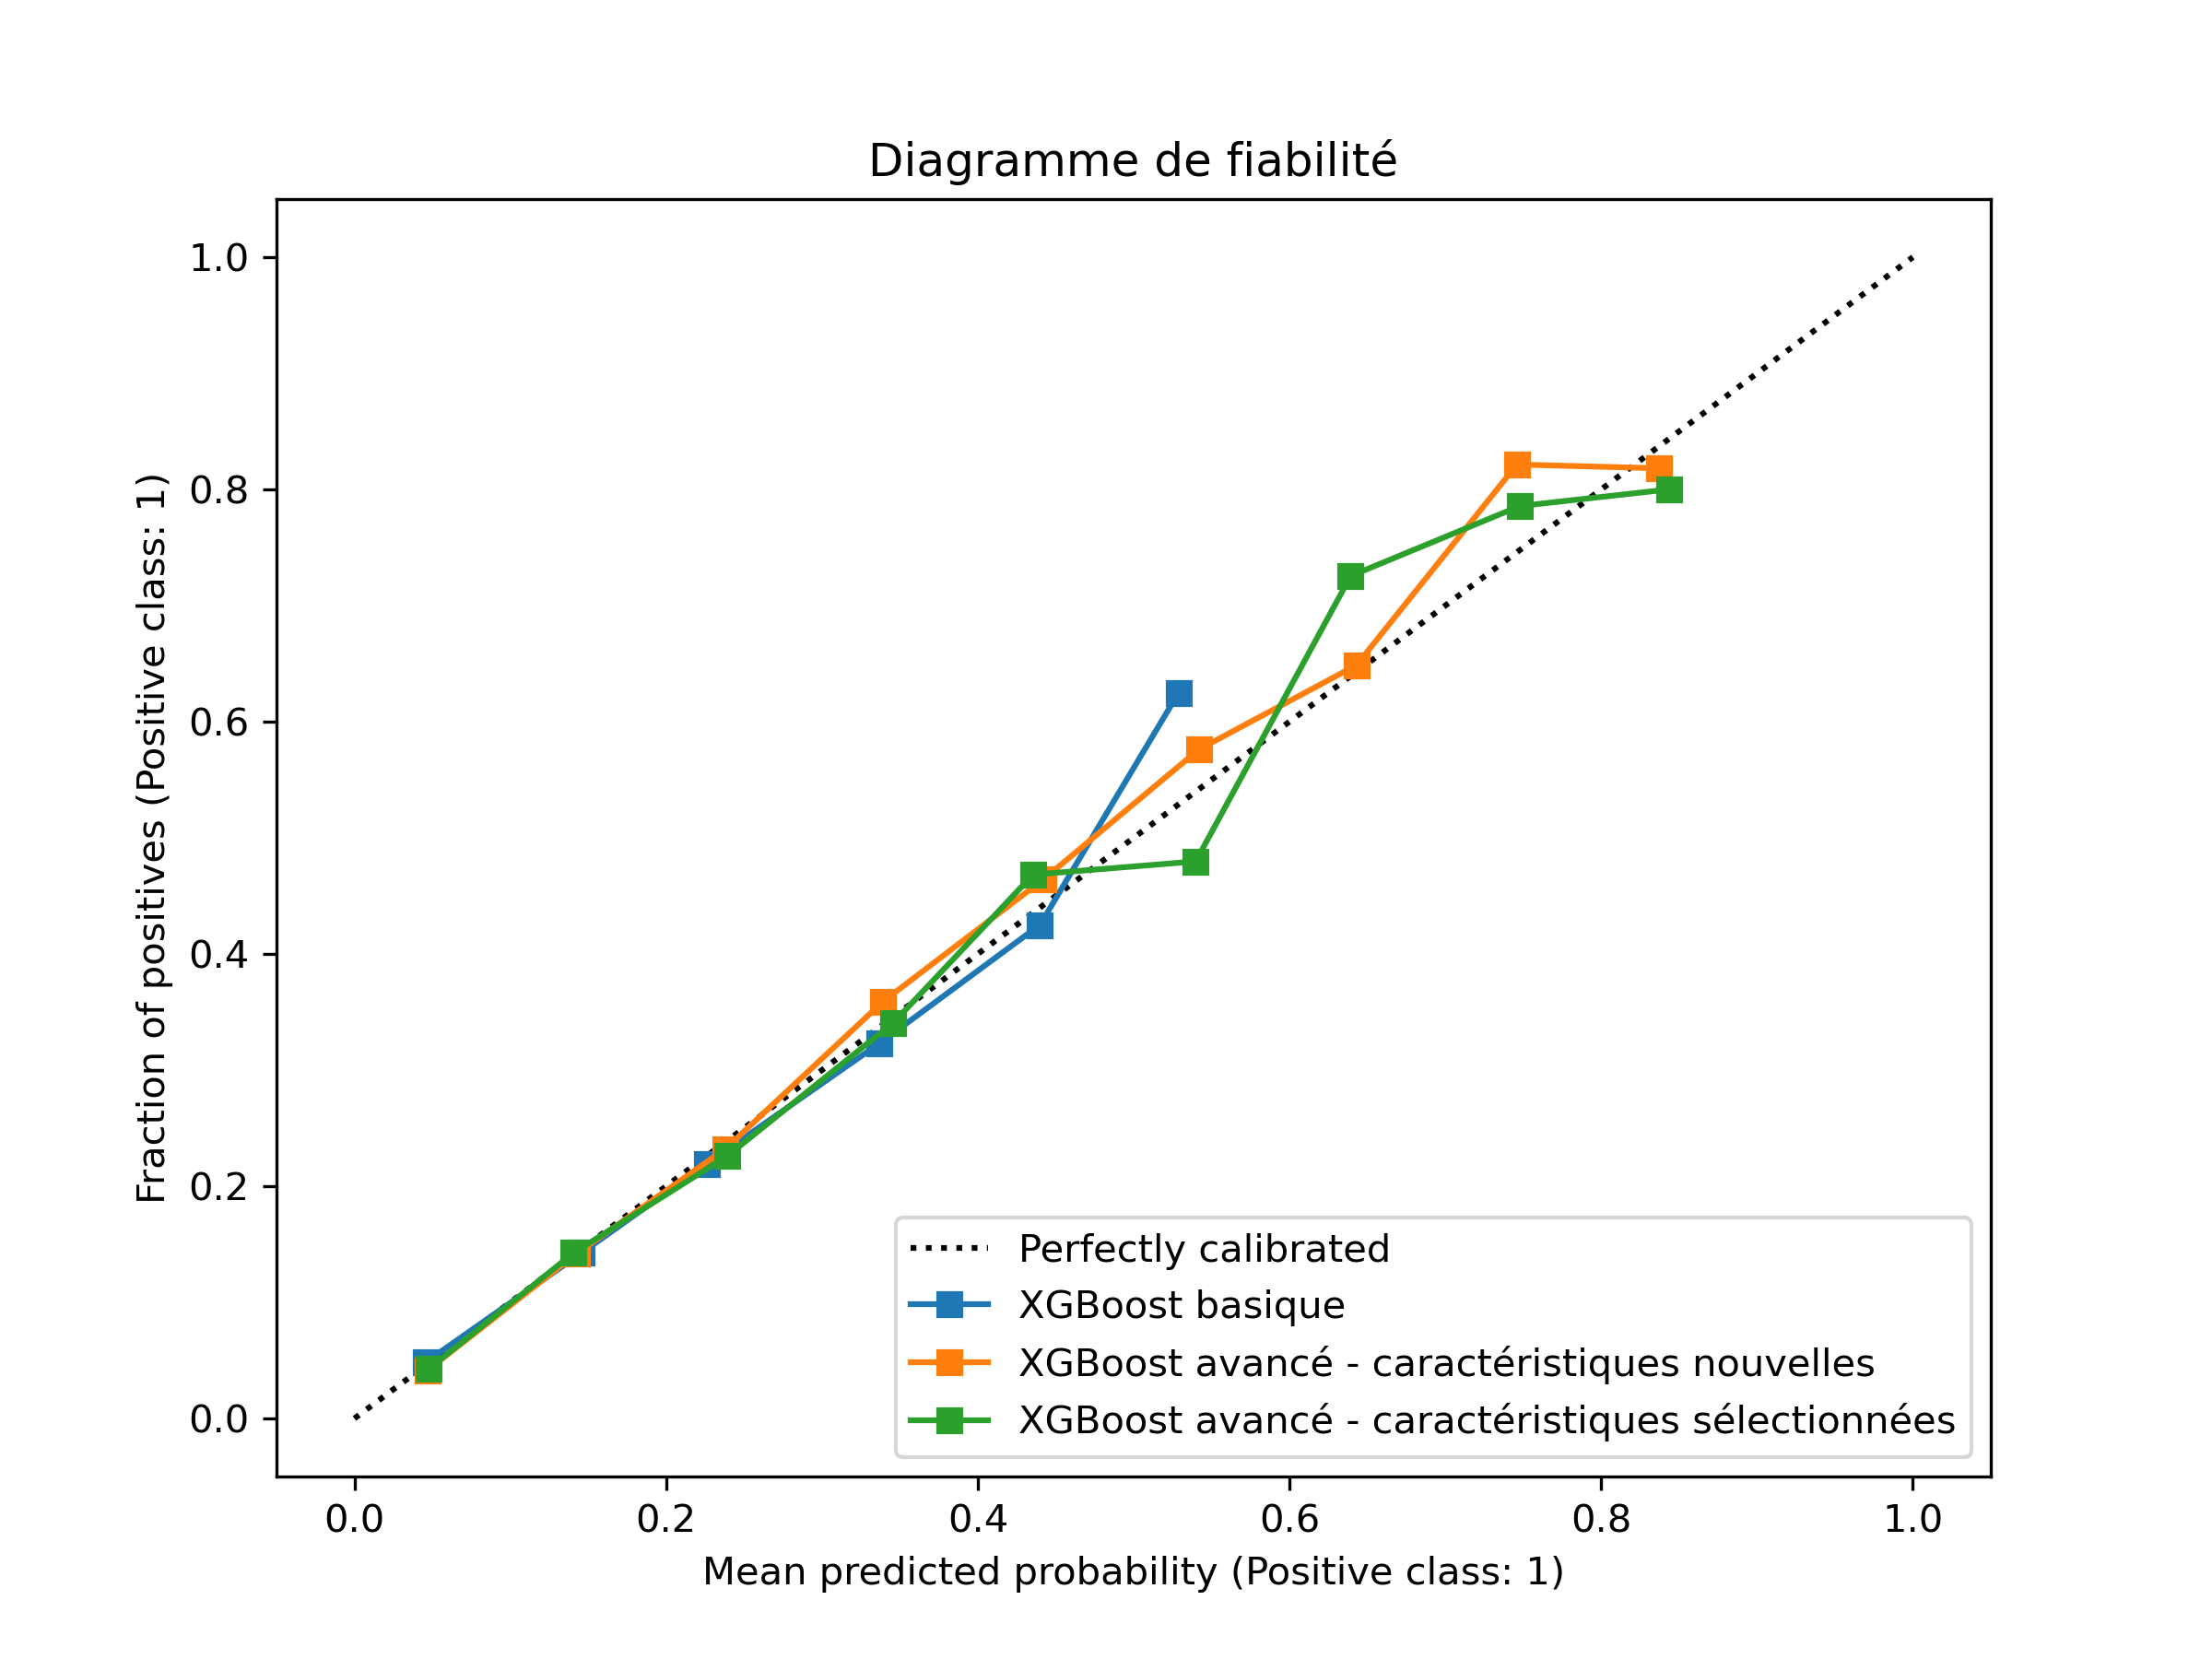 Diagramme de fiabilité
Fraction of positives (Positive class: 1)
1.0
0.8
0.6
0.4
0.2
0.0
Perfectly calibrated
XGBoost basique
XGBoost avancé - caractéristiques nouvelles
XGBoost avancé - caractéristiques sélectionnées
0.0 0.2 0.4 0.6 0.8 1.0
Mean predicted probability (Positive class: 1)